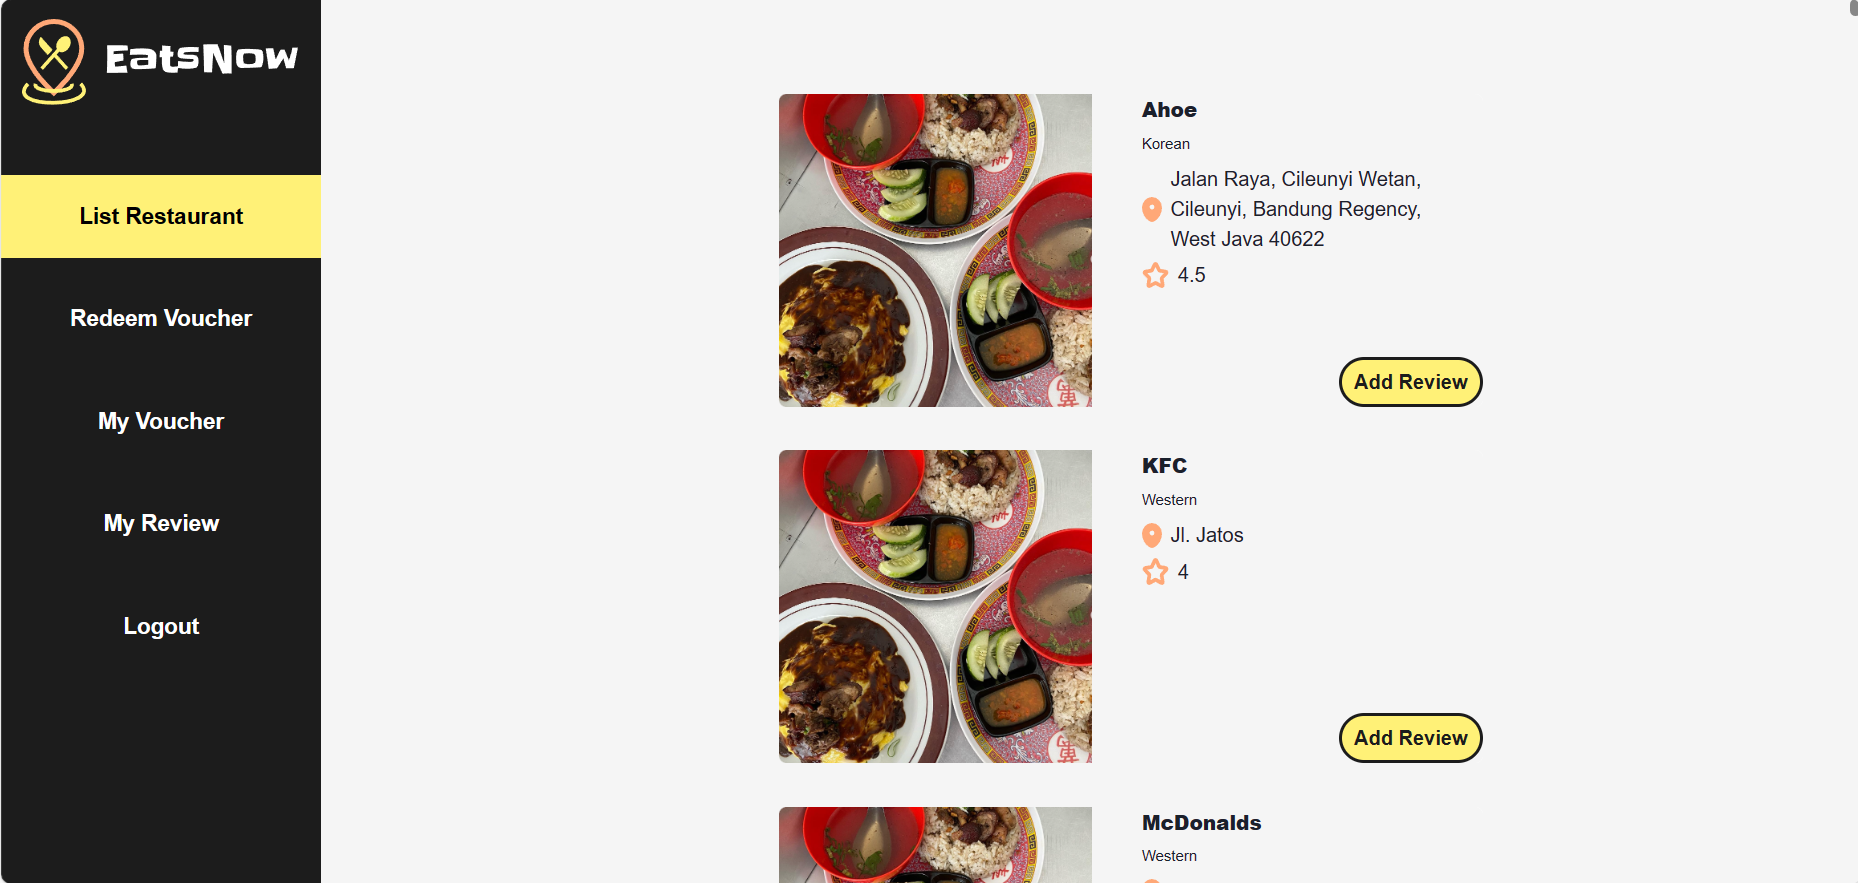 EatsNow
List Restaurant
Redeem Voucher
My Voucher
My Review
Logout
Ahoe
Korean
Jalan Raya, Cileunyi Wetan,
Cileunyi, Bandung Regency,
West Java 40622
4.5
Add Review
KFC
Western
Jl. Jatos
4
Add Review
McDonalds
Western